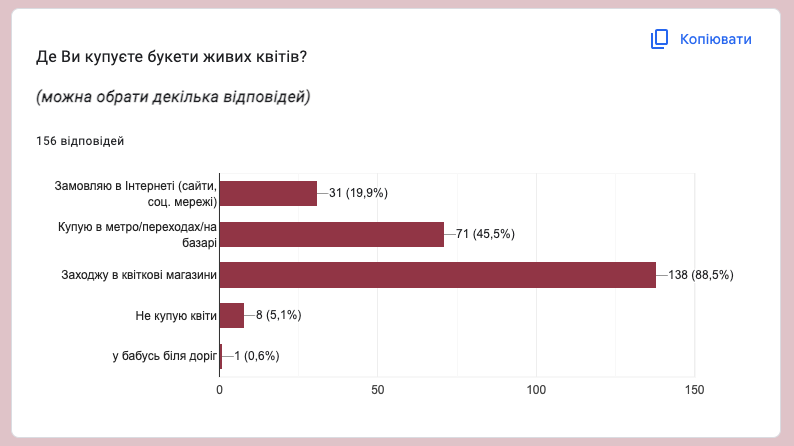 Копіювати
Де Ви купуєте букети живих квітів?
(можна обрати декілька відповідей)
156 відповідей
Замовляю в Інтернеті (сайти,
соц. мережі)
31 (19,9%)
Купую в метро/переходах/на
базарі
71 (45,5%)
Заходжу в квіткові магазини
138 (88,5%)
Не купую квіти
8 (5,1%)
у бабусь біля доріг
1 (0,6%)
0 50 100 150